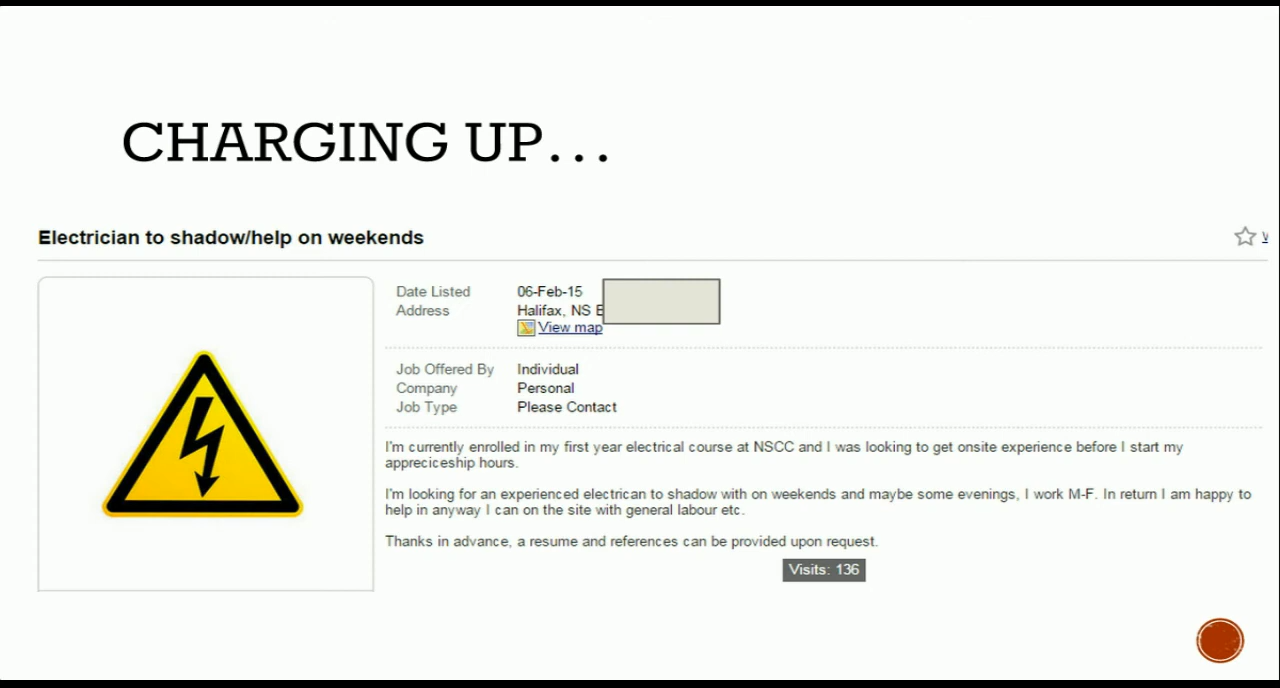 CHARGING UP...
Electrician to shadow/help on weekends
Date Listed 06-Feb-15
Address Halifax, NS
View map
Job Offered By Individual
Company Personal
Job Type Please Contact
I'm currently enrolled in my first year electrical course at NSCC and I was looking to get onsite experience before I start my
appreciceship hours.
I'm looking for an experienced electrican to shadow with on weekends and maybe some evenings, I work M-F. In return I am happy to
help in anyway I can on the site with general labour etc.
Thanks in advance, a resume and references can be provided upon request.
Visits: 136